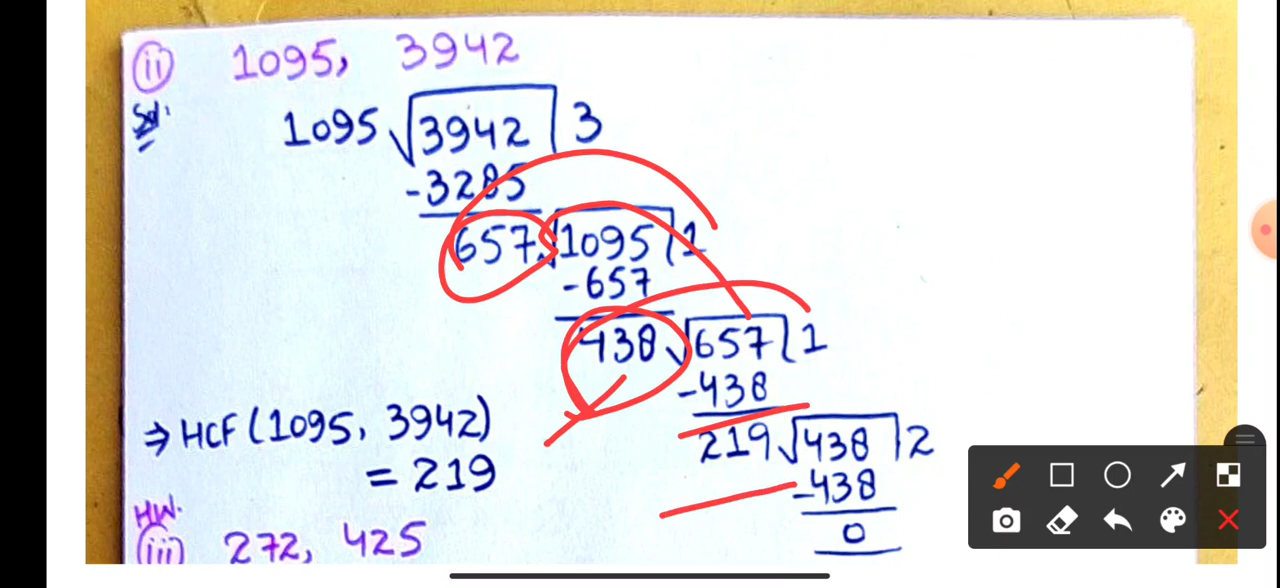 (ii) 1095, 3942
Sol:
1095 √3942 3
-3285
657 √1095 1
-657
438 √657 1
-438
219 √438 2
-438
0
⇒ HCF (1095, 3942)
= 219
HW.
(iii) 272, 425